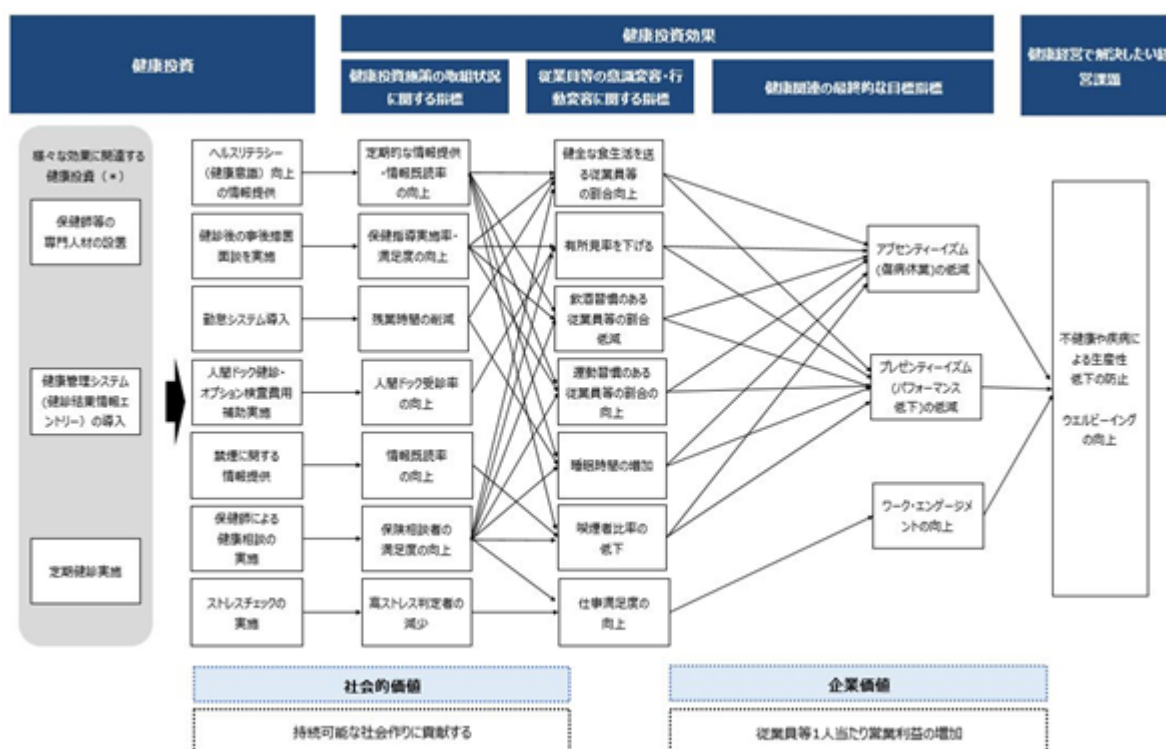 健康投資
健康投資効果
健康投資施策の取組状況
に関する指標
従業員等の意識変容・行
動変容に関する指標
健康関連の最終的な目標指標
健康経営で解決したい経
営課題
様々な効果に関連する
健康投資（*）
保健師等の
専門人材の設置
健康管理システム
(健診結果情報エ
ントリー）の導入
定期健診実施
ヘルスリテラシー
（健康意識）向上
の情報提供
健診後の事後措置
面談を実施
勤怠システム導入
人間ドック健診・
オプション検査費用
補助実施
禁煙に関する
情報提供
保健師による
健康相談の
実施
ストレスチェックの
実施
定期的な情報提供
・情報既読率
の向上
保健指導実施率・
満足度の向上
残業時間の削減
人間ドック受診率
の向上
情報既読率
の向上
保険相談者の
満足度の向上
高ストレス判定者の
減少
健全な食生活を送
る従業員等
の割合向上
有所見率を下げる
飲酒習慣のある
従業員等の割合
低減
運動習慣のある
従業員等の割合の
向上
睡眠時間の増加
喫煙者比率の
低下
仕事満足度の
向上
アブセンティーイズム
(傷病休業)の低減
プレゼンティーイズム
(パフォーマンス
低下)の低減
ワーク・エンゲージメ
ントの向上
不健康や疾病に
よる生産性
低下の防止
ウエルビーイング
の向上
社会的価値
持続可能な社会作りに貢献する
企業価値
従業員等1人当たり営業利益の増加